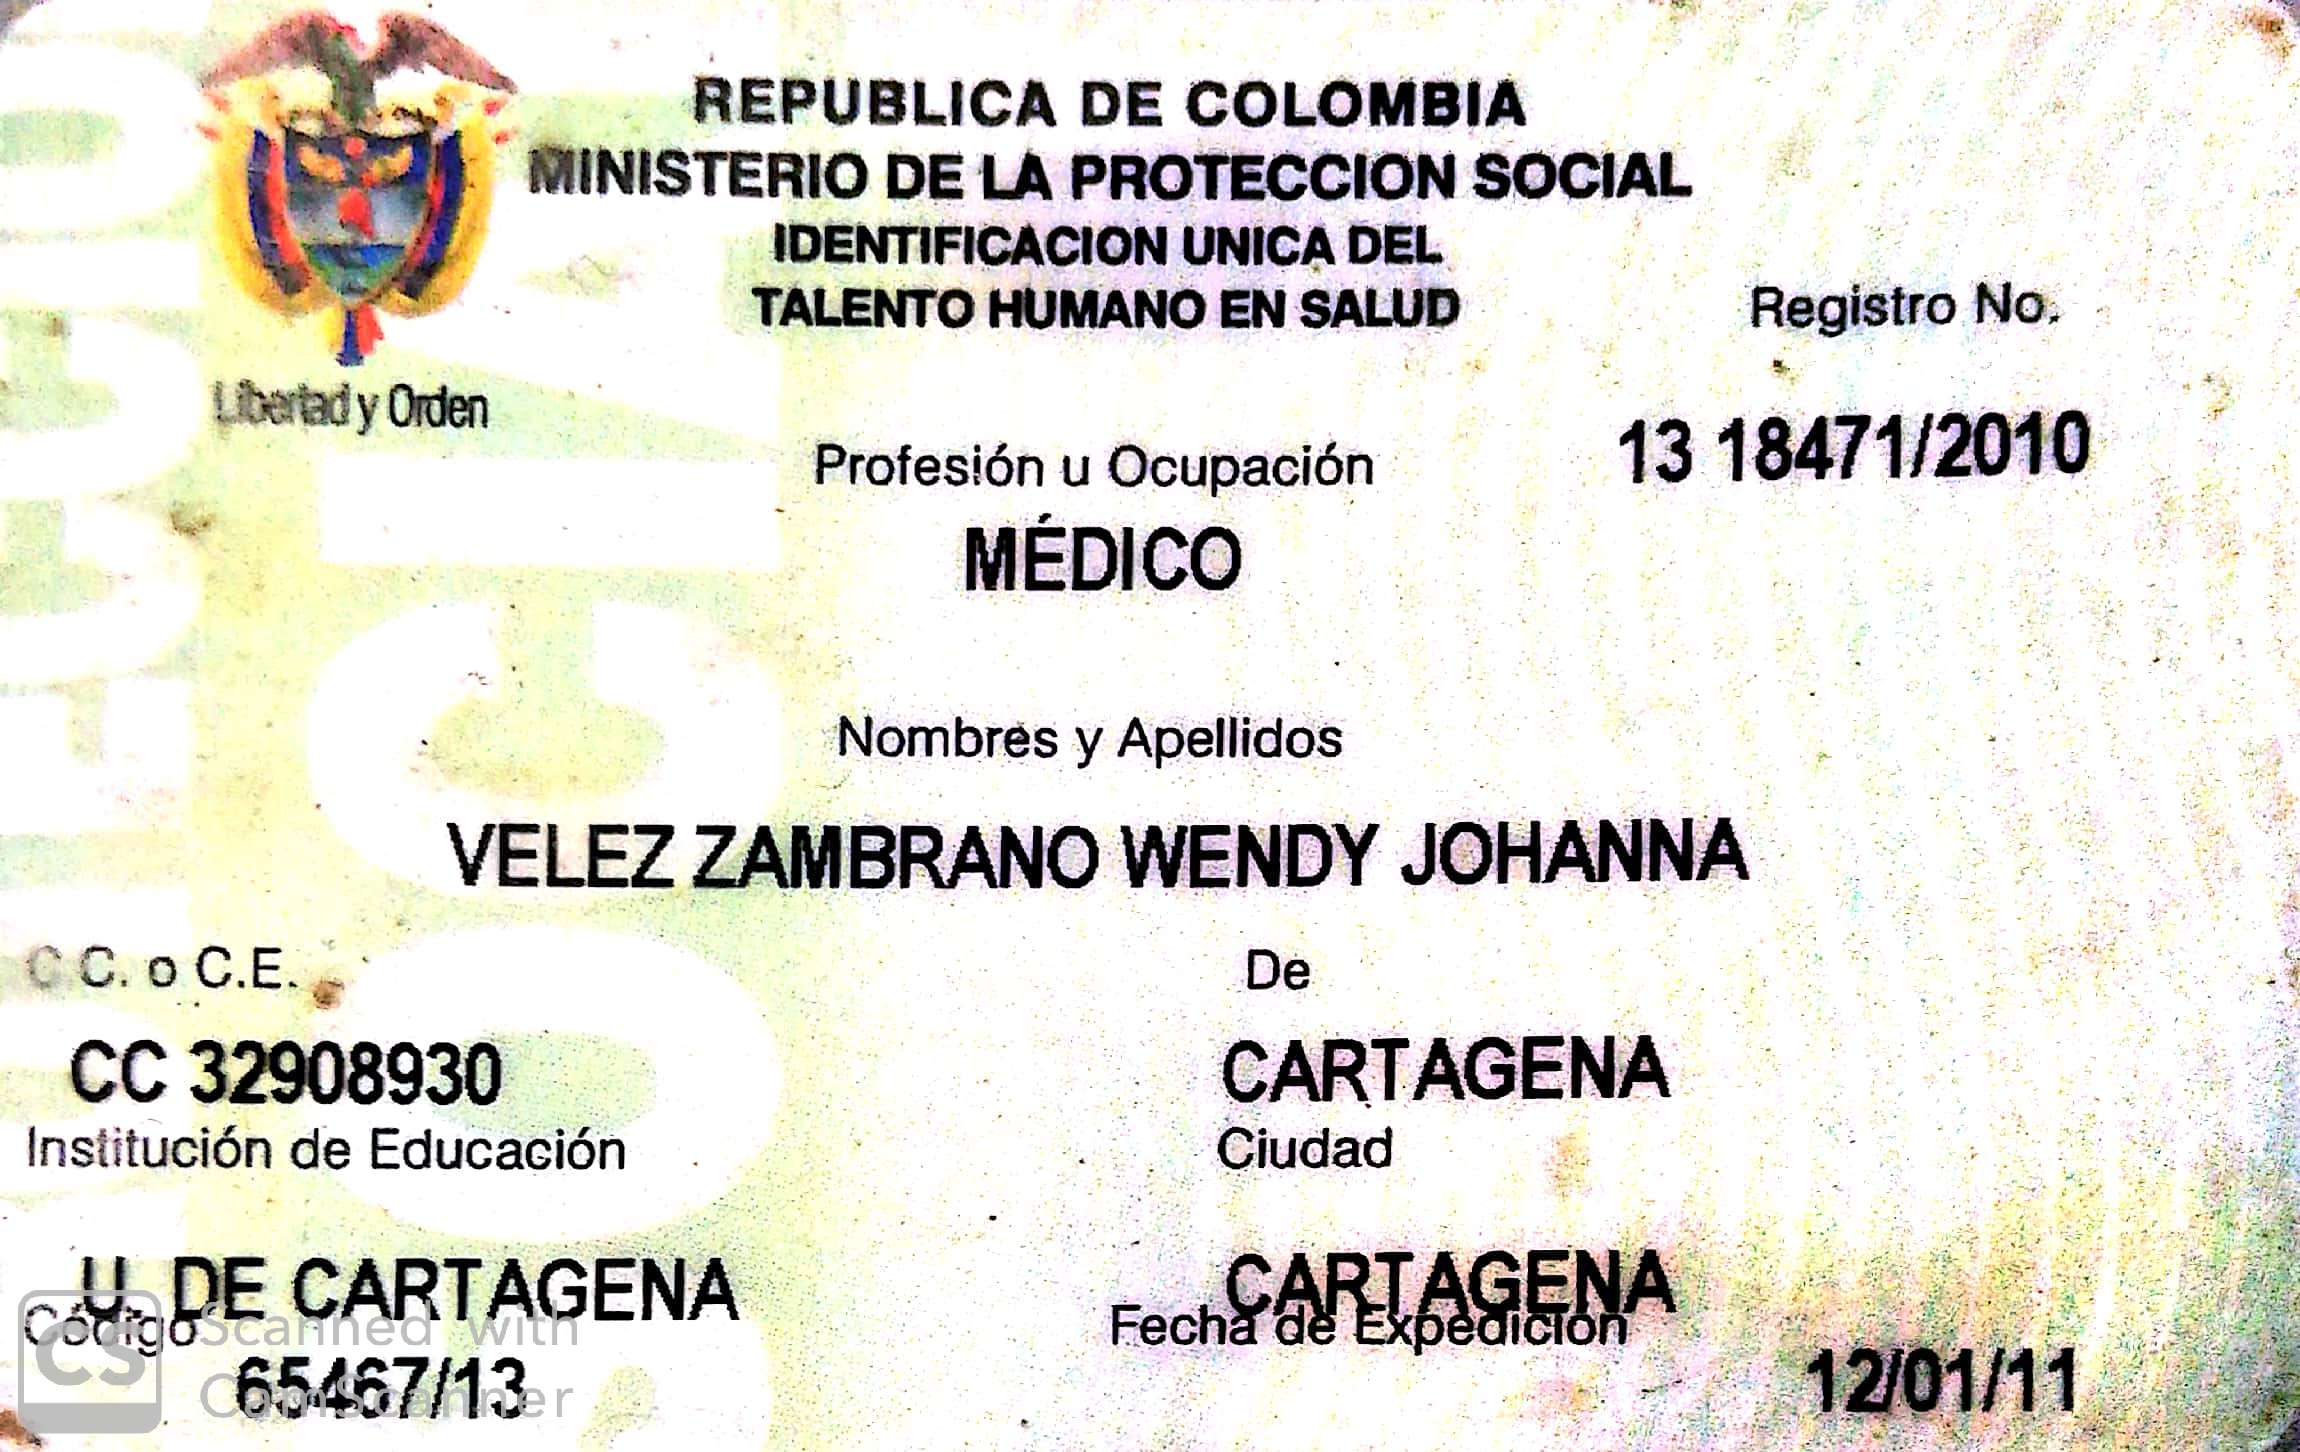 REPUBLICA DE COLOMBIA
MINISTERIO DE LA PROTECCION SOCIAL
IDENTIFICACION UNICA DEL
TALENTO HUMANO EN SALUD
Registro No.
Libertad y Orden
13 18471/2010
Profesión u Ocupación
MÉDICO
Nombres y Apellidos
VELEZ ZAMBRANO WENDY JOHANNA
C C. o C.E.
De
CC 32908930
CARTAGENA
Institución de Educación
Ciudad
U. DE CARTAGENA
CARTAGENA
Código
Fecha de Expedición
65467/13
12/01/11
CS
Scanned with
CamScanner